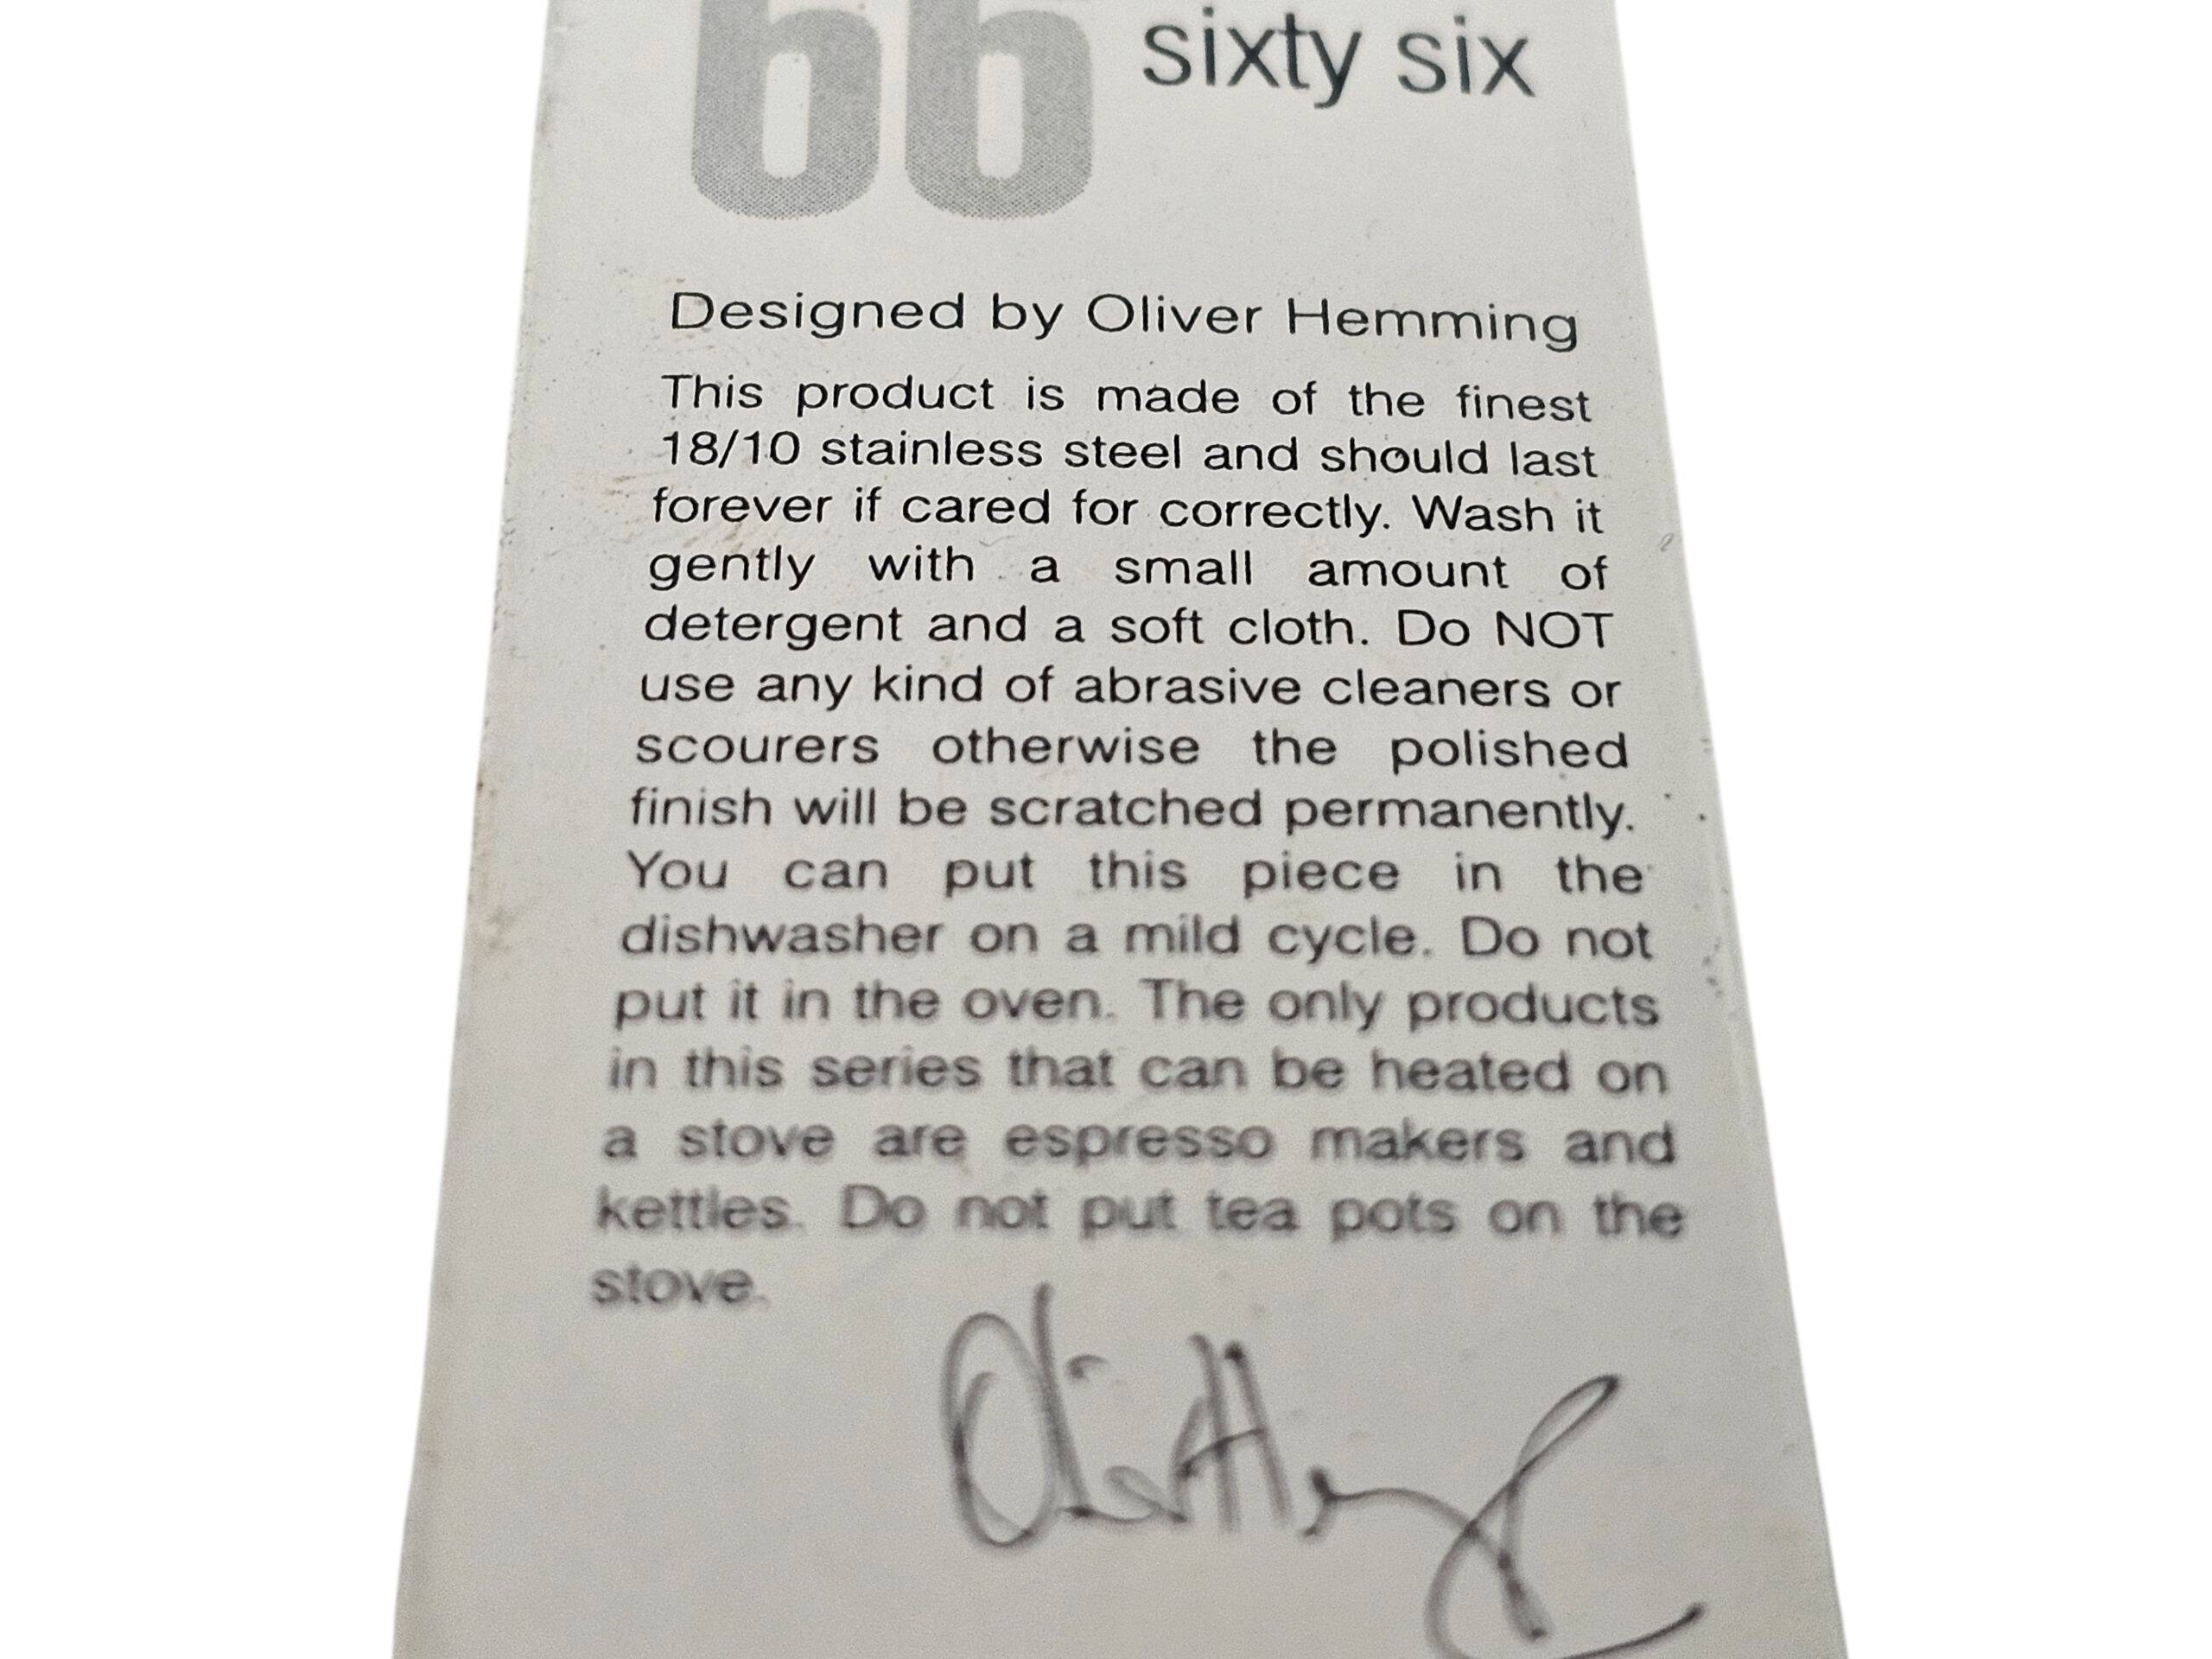 66 sixty six
Designed by Oliver Hemming
This product is made of the finest
18/10 stainless steel and should last
forever if cared for correctly. Wash it
gently with a small amount of
detergent and a soft cloth. Do NOT
use any kind of abrasive cleaners or
scourers otherwise the polished
finish will be scratched permanently.
You can put this piece in the
dishwasher on a mild cycle. Do not
put it in the oven. The only products
in this series that can be heated on
a stove are espresso makers and
kettles. Do not put tea pots on the
stove.